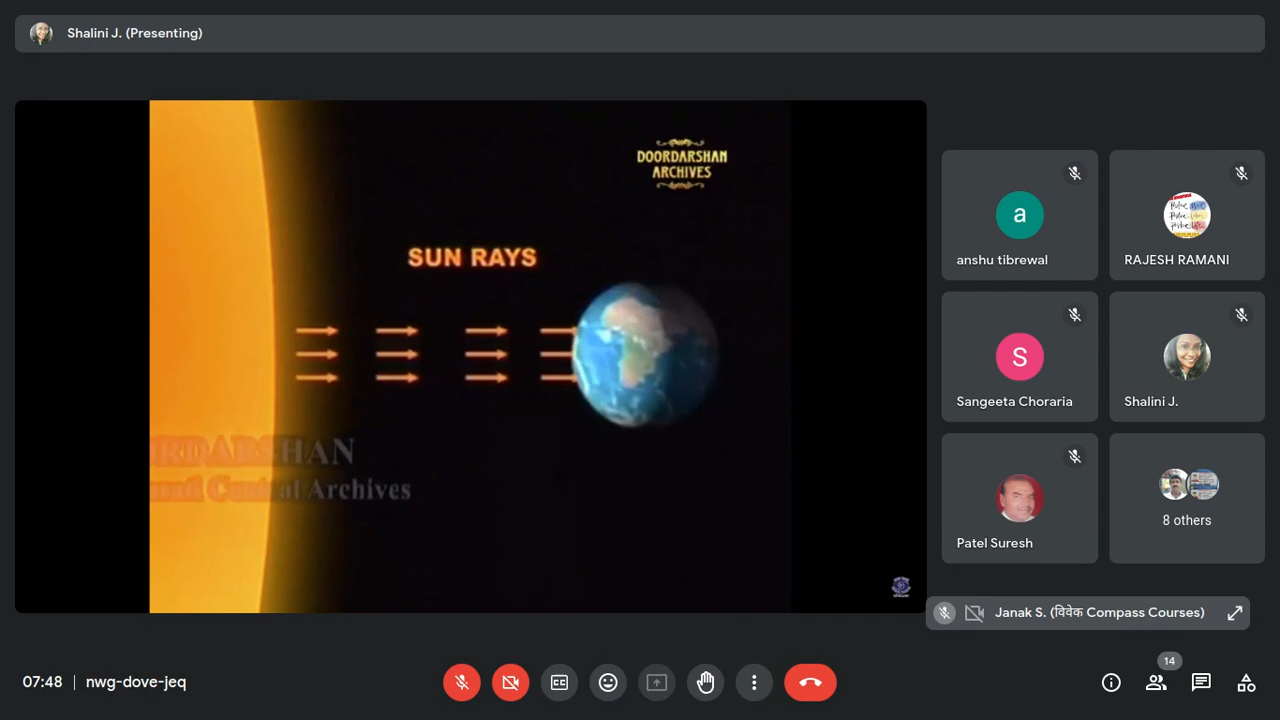 Shalini J. (Presenting)
DOORDARSHAN
ARCHIVES
SUN RAYS
Archives
a
anshu tibrewal
RAJESH RAMANI
S
Sangeeta Choraria
Shalini J.
Patel Suresh
8 others
Janak S. (विवेक Compass Courses)
07:48 | nwg-dove-jeq
14